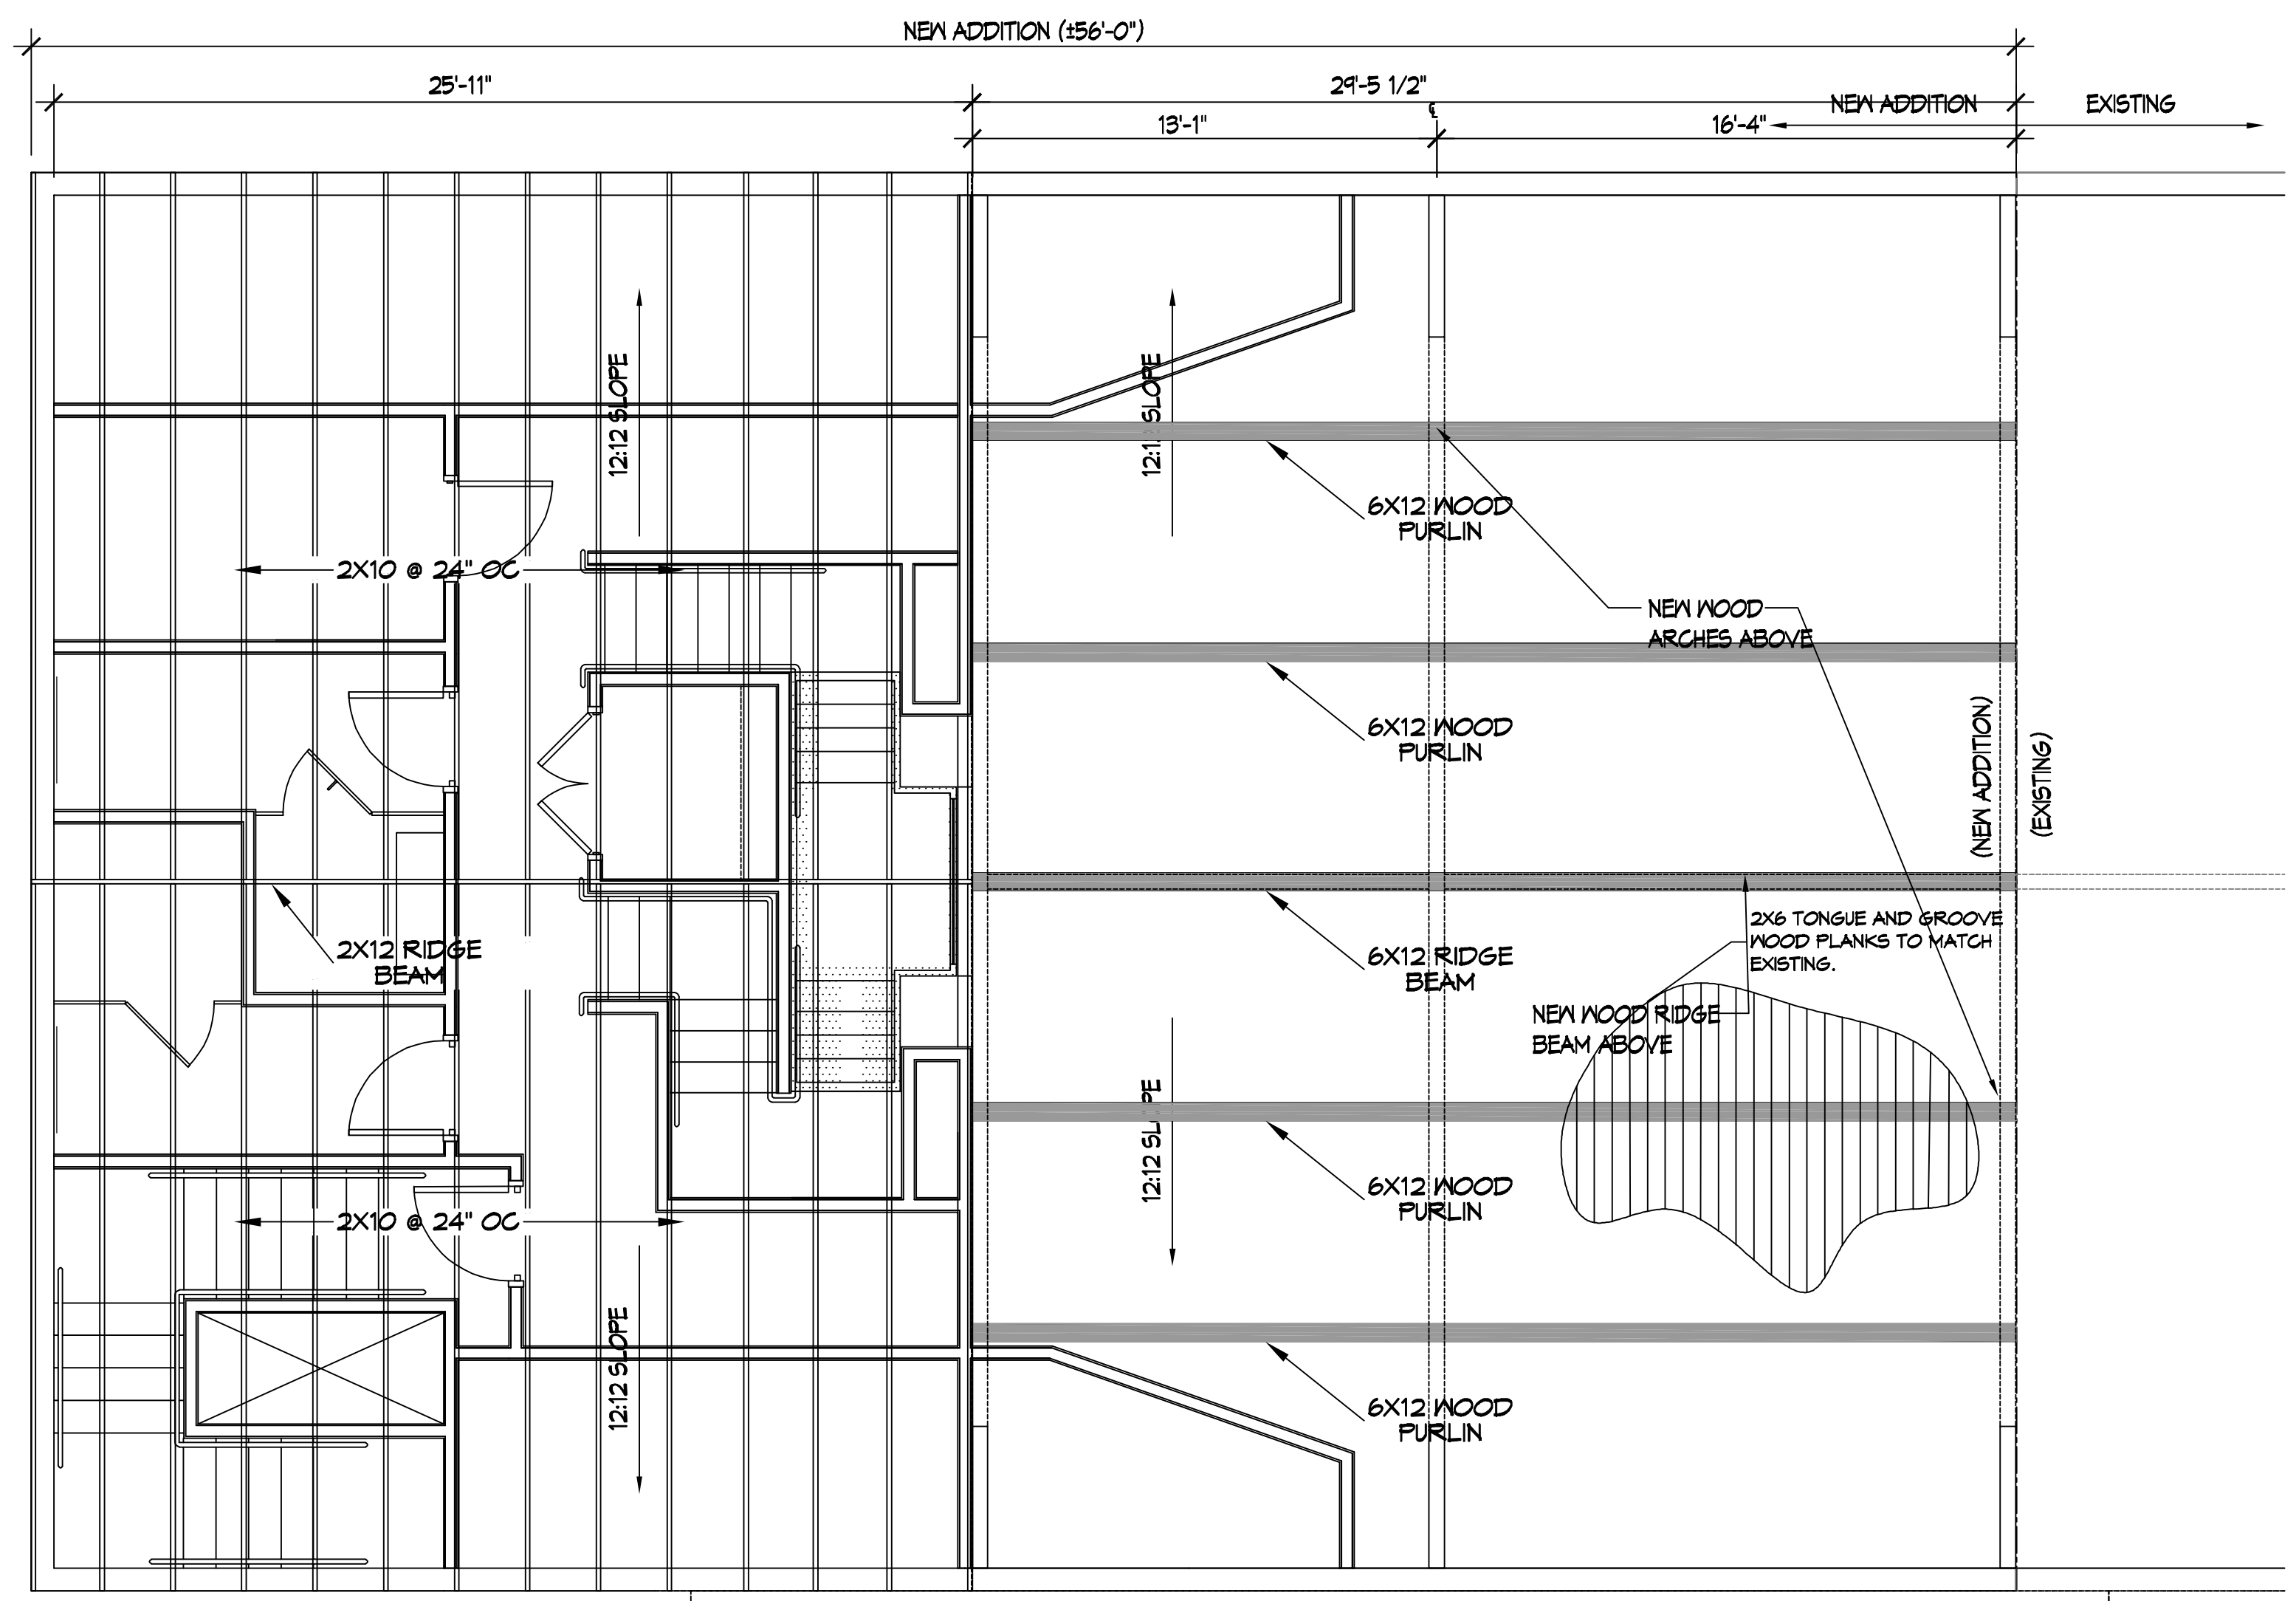 NEW ADDITION (±56'-0")
25'-11"
29'-5 1/2"
NEW ADDITION
EXISTING
℄
13'-1"
16'-4"
12:12 SLOPE
12:12 SLOPE
6X12 WOOD
PURLIN
2X10 @ 24" OC
NEW WOOD
ARCHES ABOVE
6X12 WOOD
PURLIN
(NEW ADDITION)
(EXISTING)
2X12 RIDGE
BEAM
6X12 RIDGE
BEAM
2X6 TONGUE AND GROOVE
WOOD PLANKS TO MATCH
EXISTING.
NEW WOOD RIDGE
BEAM ABOVE
12:12 SLOPE
6X12 WOOD
PURLIN
2X10 @ 24" OC
12:12 SLOPE
6X12 WOOD
PURLIN